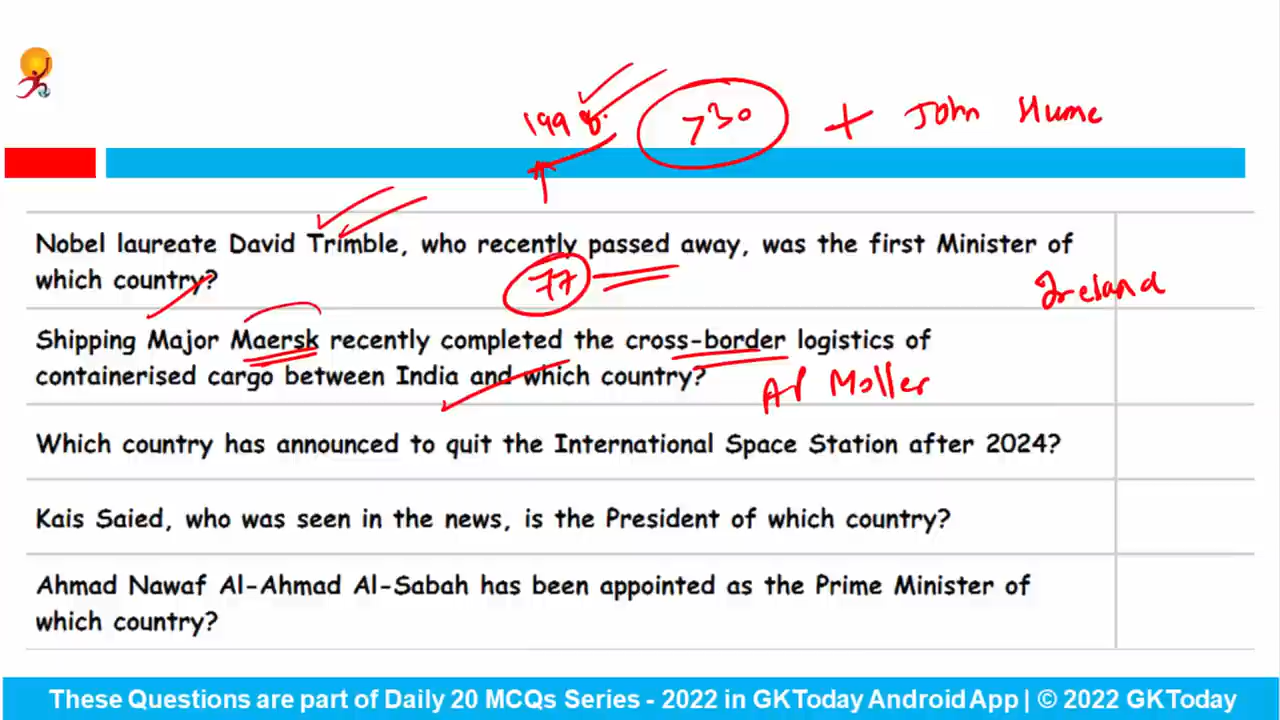 1998. 730 + John Hume
Nobel laureate David Trimble, who recently passed away, was the first Minister of
which country?
77
Ireland
Shipping Major Maersk recently completed the cross-border logistics of
containerised cargo between India and which country?
AP Moller
Which country has announced to quit the International Space Station after 2024?
Kais Saied, who was seen in the news, is the President of which country?
Ahmad Nawaf Al-Ahmad Al-Sabah has been appointed as the Prime Minister of
which country?
These Questions are part of Daily 20 MCQs Series - 2022 in GKToday Android App | © 2022 GKToday